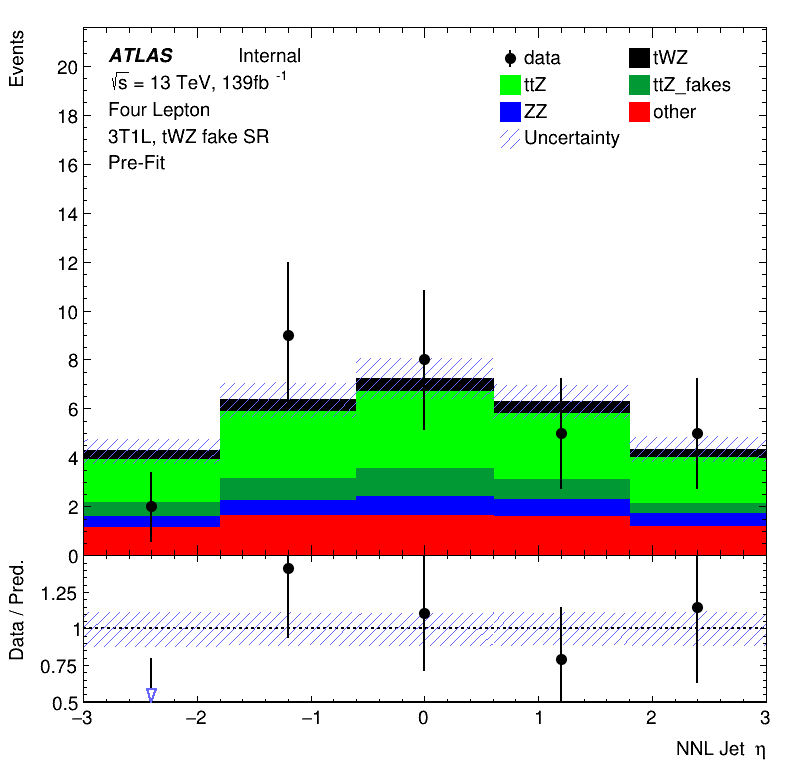 Events
20
18
16
14
12
10
8
6
4
2
0
ATLAS Internal
√s = 13 TeV, 139fb -1
Four Lepton
3T1L, tWZ fake SR
Pre-Fit
data tWZ
ttZ ttZ_fakes
ZZ other
Uncertainty
Data / Pred.
1.25
1
0.75
0.5
−3 −2 −1 0 1 2 3
NNL Jet η